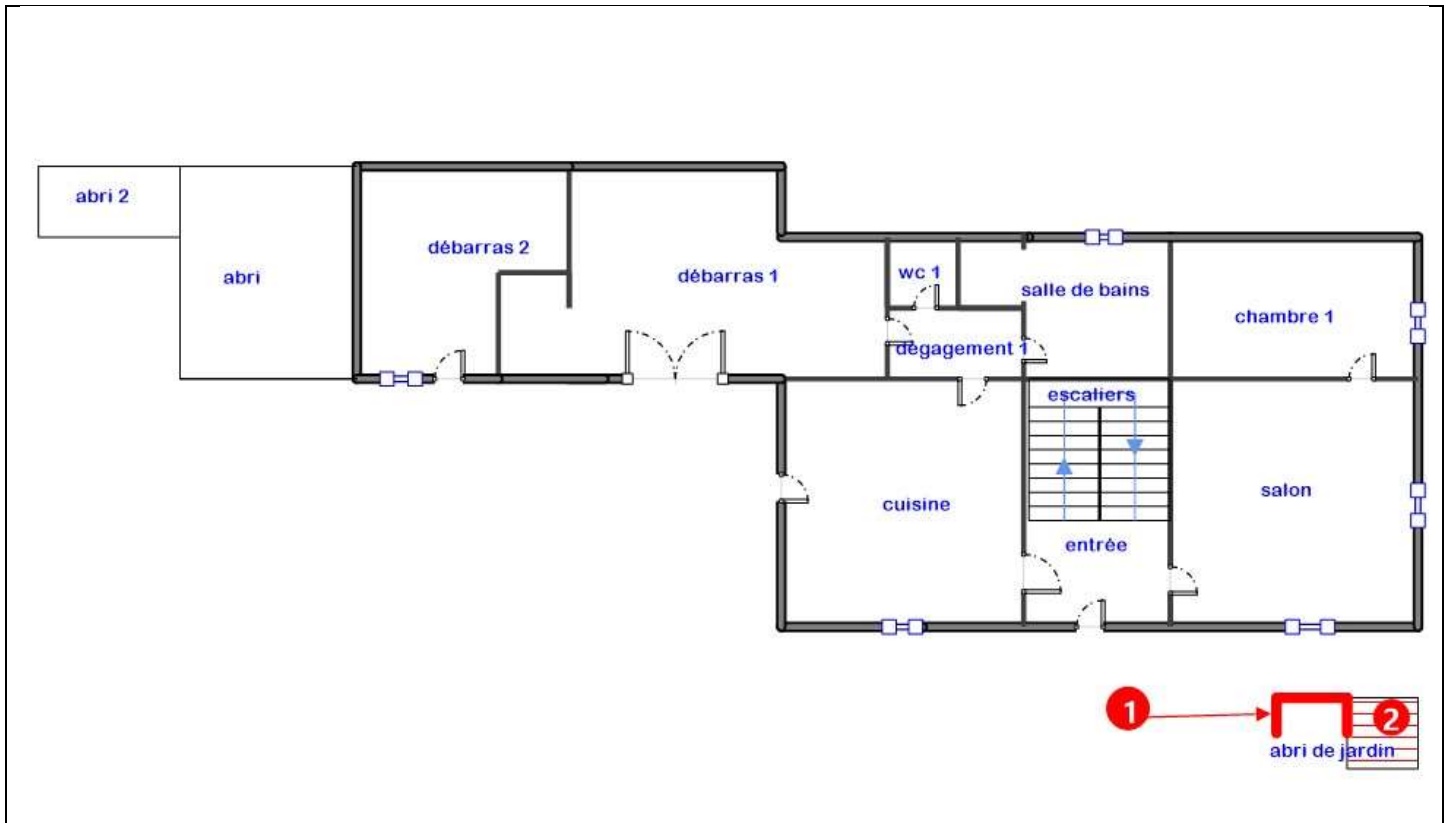 abri 2
débarras 2
abri
débarras 1
wc 1
salle de bains
chambre 1
dégagement 1
escaliers
cuisine
salon
entrée
1
2
abri de jardin